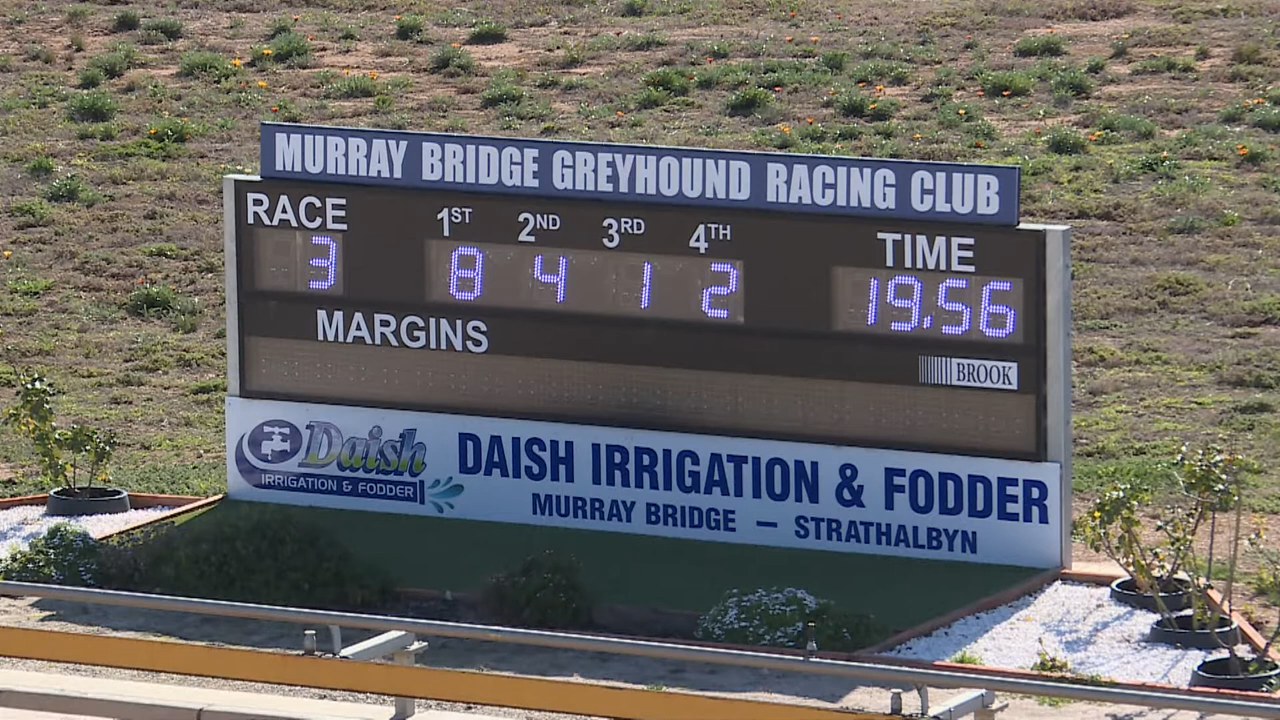 MURRAY BRIDGE GREYHOUND RACING CLUB
RACE 1ST 2ND 3RD 4TH TIME
3 8 4 1 2 19.56
MARGINS
BROOK
Daish
IRRIGATION & FODDER
DAISH IRRIGATION & FODDER
MURRAY BRIDGE – STRATHALBYN